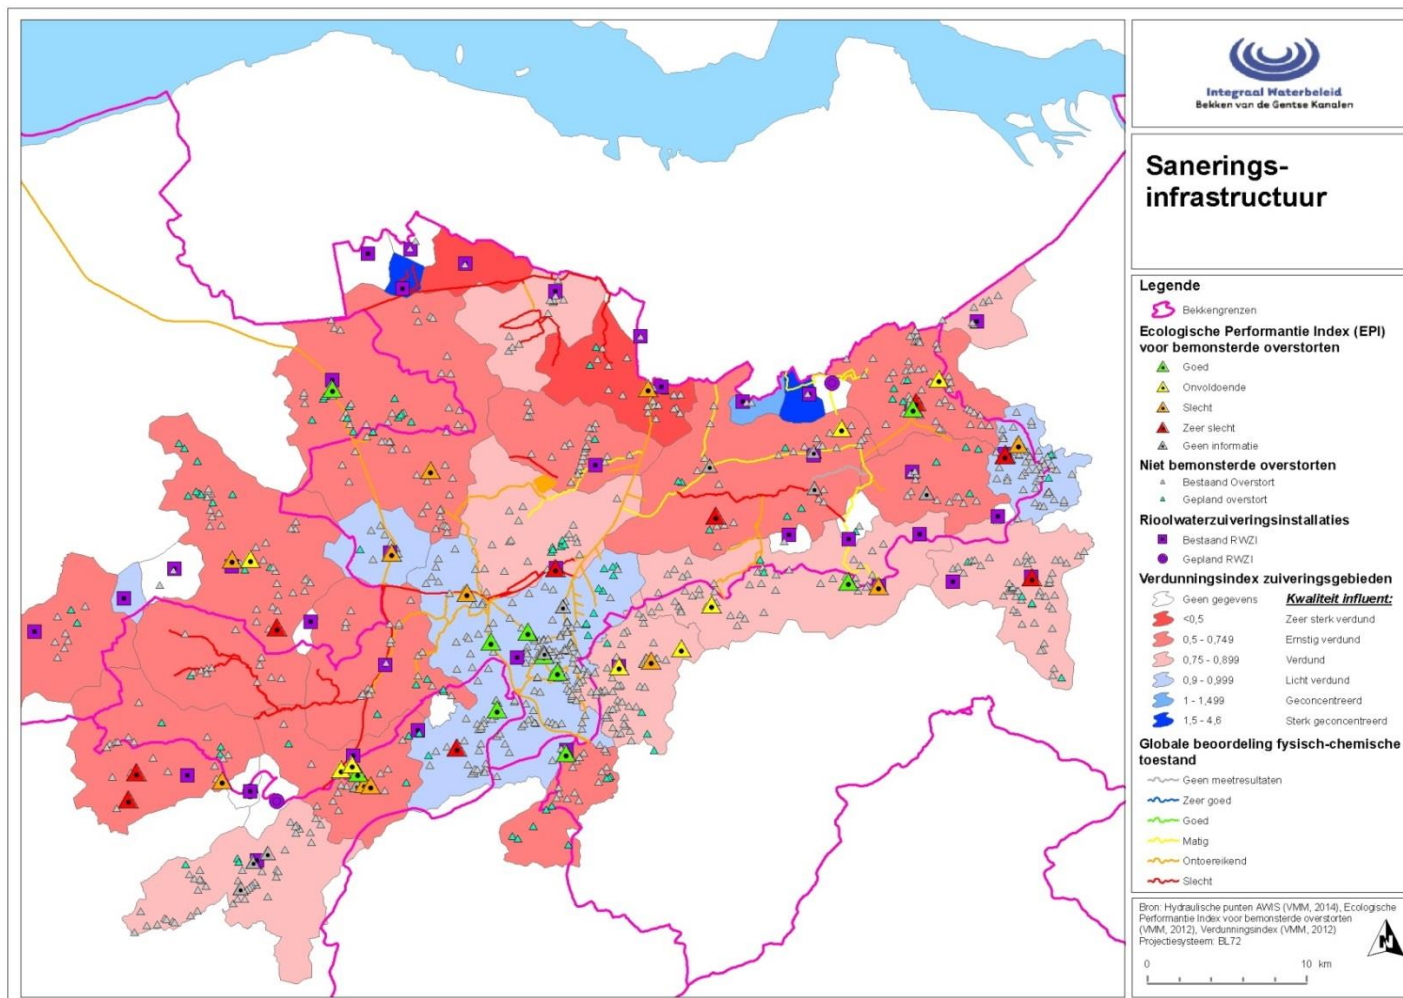 Integraal Waterbeleid
Bekken van de Gentse Kanalen
Sanerings-
infrastructuur
Legende
Bekkengrenzen
Ecologische Performantie Index (EPI)
voor bemonsterde overstorten
Goed
Onvoldoende
Slecht
Zeer slecht
Geen informatie
Niet bemonsterde overstorten
Bestaand Overstort
Gepland overstort
Rioolwaterzuiveringsinstallaties
Bestaand RWZI
Gepland RWZI
Verdunningsindex zuiveringsgebieden
Geen gegevens Kwaliteit influent:
<0,5 Zeer sterk verdund
0,5 - 0,749 Ernstig verdund
0,75 - 0,899 Verdund
0,9 - 0,999 Licht verdund
1 - 1,499 Geconcentreerd
1,5 - 4,6 Sterk geconcentreerd
Globale beoordeling fysisch-chemische
toestand
Geen meetresultaten
Zeer goed
Goed
Matig
Ontoereikend
Slecht
Bron: Hydraulische punten AWIS (VMM, 2014), Ecologische
Performantie Index voor bemonsterde overstorten
(VMM, 2012), Verdunningsindex (VMM, 2012)
Projectiesysteem: BL72
N
0 10 km